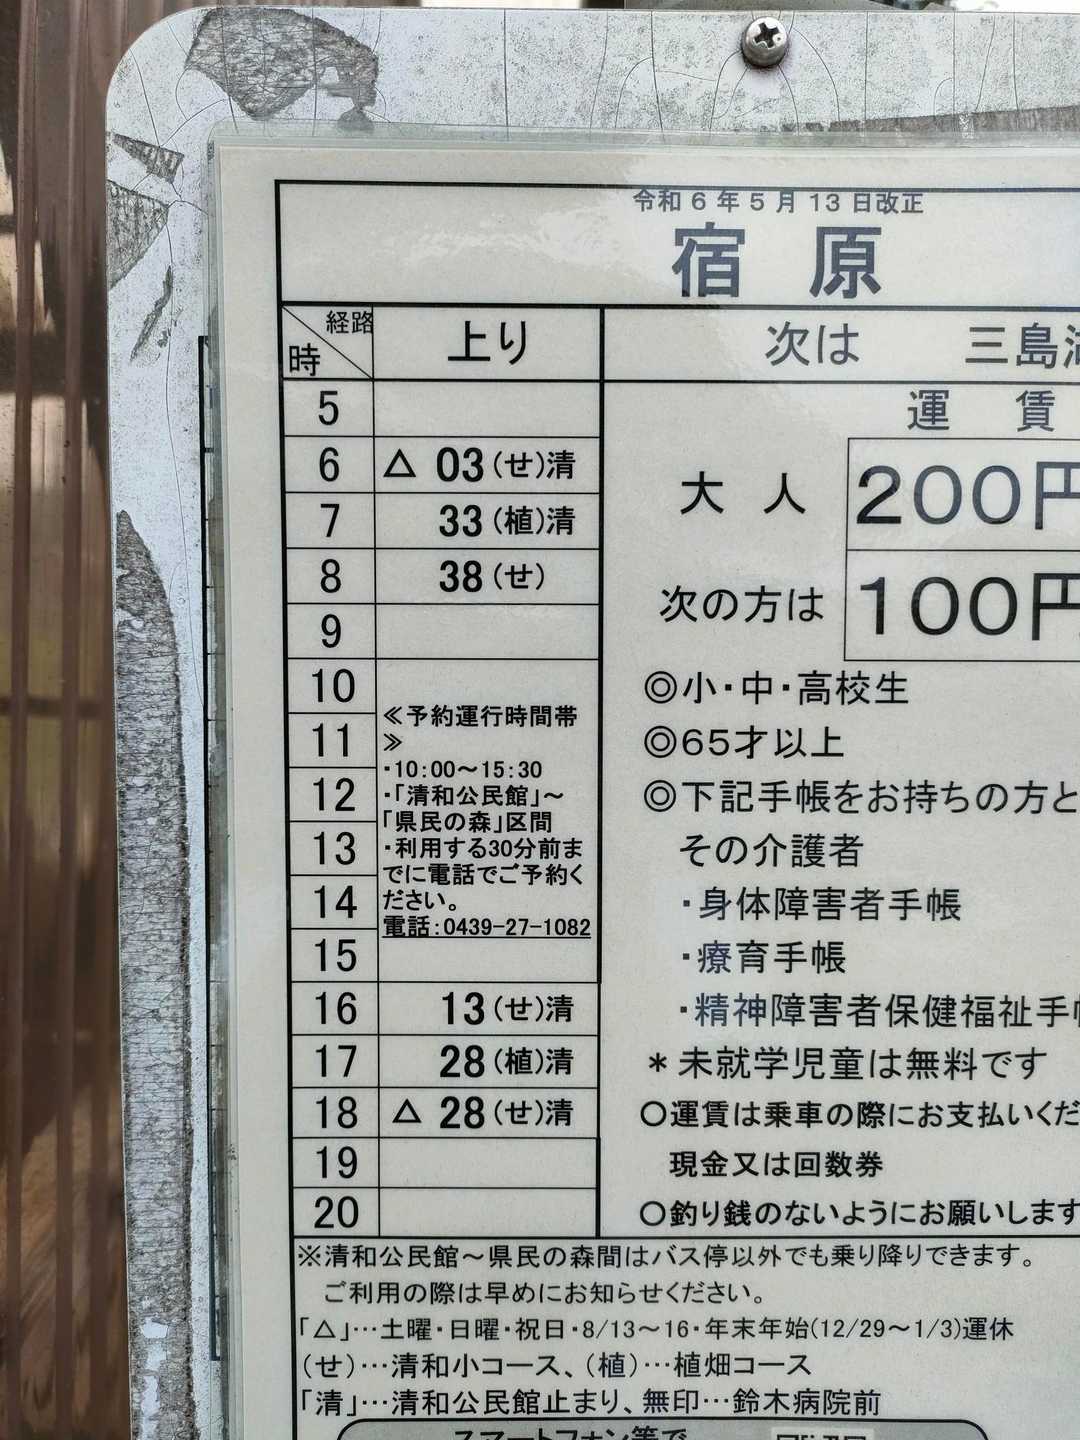 令和6年5月13日改正
宿原
経路
時
上り
次は 三島
運賃
5
6 △ 03(せ)清
7 33(植)清
8 38(せ)
9
10
11
12
13
14
15
≪予約運行時間帯
≫
・10:00～15:30
・「清和公民館」～
「県民の森」区間
・利用する30分前ま
でに電話でご予約く
ださい。
電話:0439-27-1082
16 13(せ)清
17 28(植)清
18 △ 28(せ)清
19
20
大人 200円
次の方は 100円
◎小・中・高校生
◎65才以上
◎下記手帳をお持ちの方と
その介護者
・身体障害者手帳
・療育手帳
・精神障害者保健福祉手帳
＊未就学児童は無料です
○運賃は乗車の際にお支払いくだ
現金又は回数券
○釣り銭のないようにお願いします
※清和公民館～県民の森間はバス停以外でも乗り降りできます。
ご利用の際は早めにお知らせください。
「△」…土曜・日曜・祝日・8/13～16・年末年始(12/29～1/3)運休
(せ)…清和小コース、(植)…植畑コース
「清」…清和公民館止まり、無印…鈴木病院前
スマートフォン等で